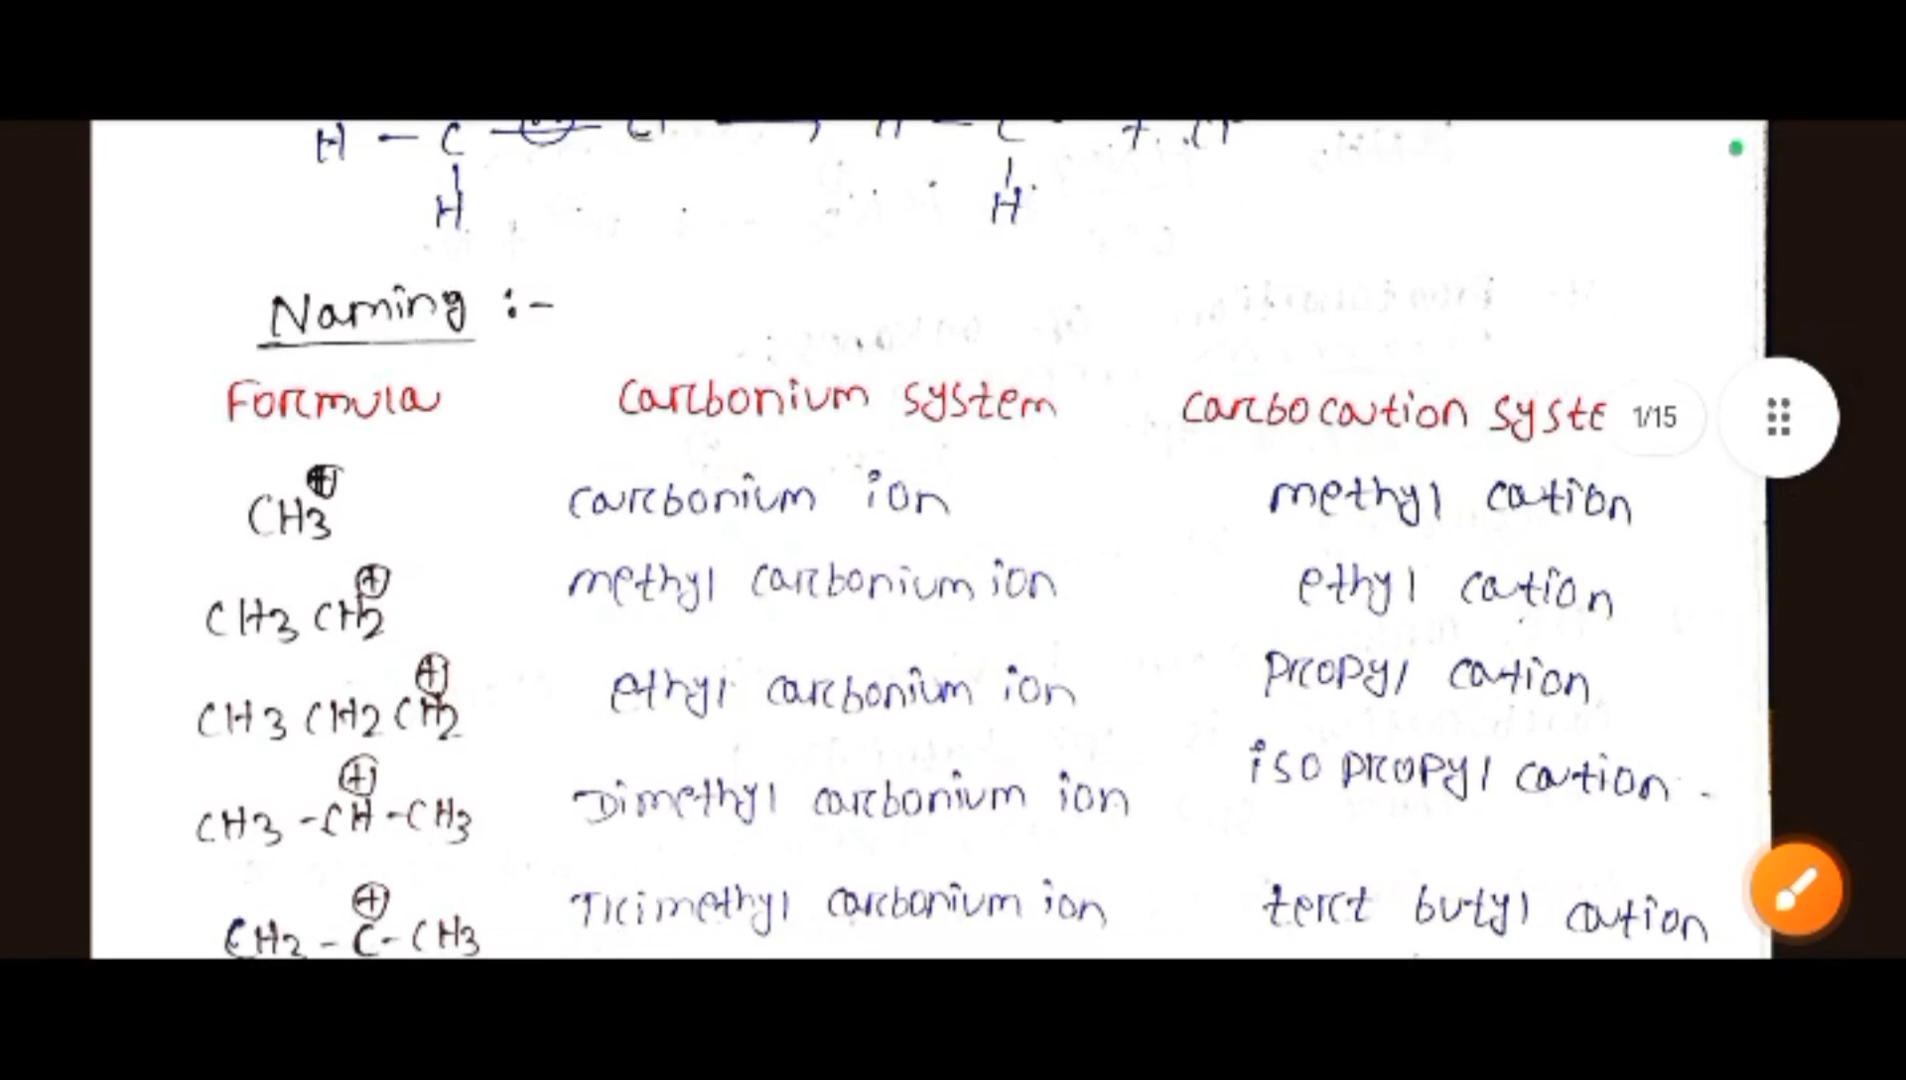 H - C
H H
Naming :-
Formula Carbonium system Carbocation syste 1/15
CH3⊕ carbonium ion methyl cation
CH3 CH2⊕ methyl carbonium ion ethyl cation
CH3 CH2 CH2⊕ ethyl carbonium ion Propyl cation
CH3 -CH⊕-CH3 Dimethyl carbonium ion iso propyl cation
CH3 - C⊕- CH3 Trimethyl carbonium ion tert butyl cation